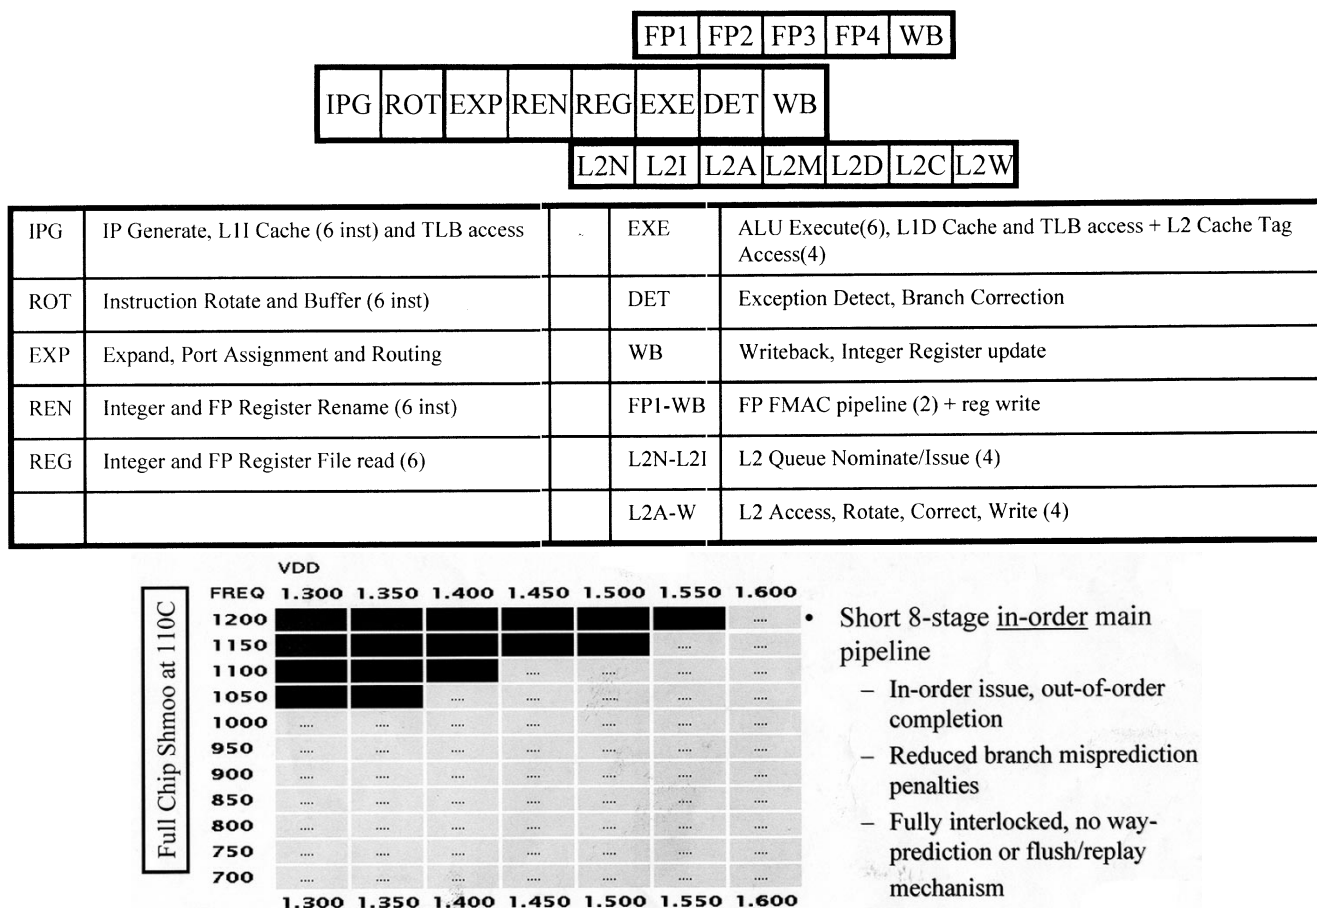 FP1 FP2 FP3 FP4 WB
IPG ROT EXP REN REG EXE DET WB
L2N L2I L2A L2M L2D L2C L2W
IPG IP Generate, L1I Cache (6 inst) and TLB access EXE ALU Execute(6), L1D Cache and TLB access + L2 Cache Tag
Access(4)
ROT Instruction Rotate and Buffer (6 inst) DET Exception Detect, Branch Correction
EXP Expand, Port Assignment and Routing WB Writeback, Integer Register update
REN Integer and FP Register Rename (6 inst) FP1-WB FP FMAC pipeline (2) + reg write
REG Integer and FP Register File read (6) L2N-L2I L2 Queue Nominate/Issue (4)
L2A-W L2 Access, Rotate, Correct, Write (4)
Full Chip Shmoo at 110C
VDD
FREQ 1.300 1.350 1.400 1.450 1.500 1.550 1.600
1200 ....
1150 .... ....
1100 .... .... .... ....
1050 .... .... .... .... ....
1000 .... .... .... .... .... .... ....
950 .... .... .... .... .... .... ....
900 .... .... .... .... .... .... ....
850 .... .... .... .... .... .... ....
800 .... .... .... .... .... .... ....
750 .... .... .... .... .... .... ....
700 .... .... .... .... .... .... ....
1.300 1.350 1.400 1.450 1.500 1.550 1.600
• Short 8-stage in-order main
pipeline
– In-order issue, out-of-order
completion
– Reduced branch misprediction
penalties
– Fully interlocked, no way-
prediction or flush/replay
mechanism